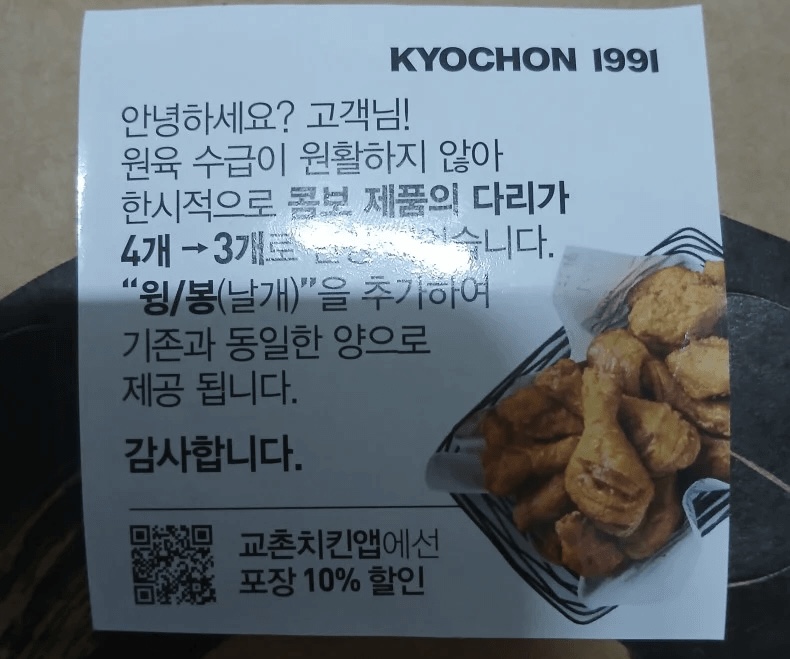 KYOCHON 1991
안녕하세요? 고객님!
원육 수급이 원활하지 않아
한시적으로 콤보 제품의 다리가
4개 → 3개로 습니다.
“윙/봉(날개)”을 추가하여
기존과 동일한 양으로
제공 됩니다.
감사합니다.
교촌치킨앱에선
포장 10% 할인